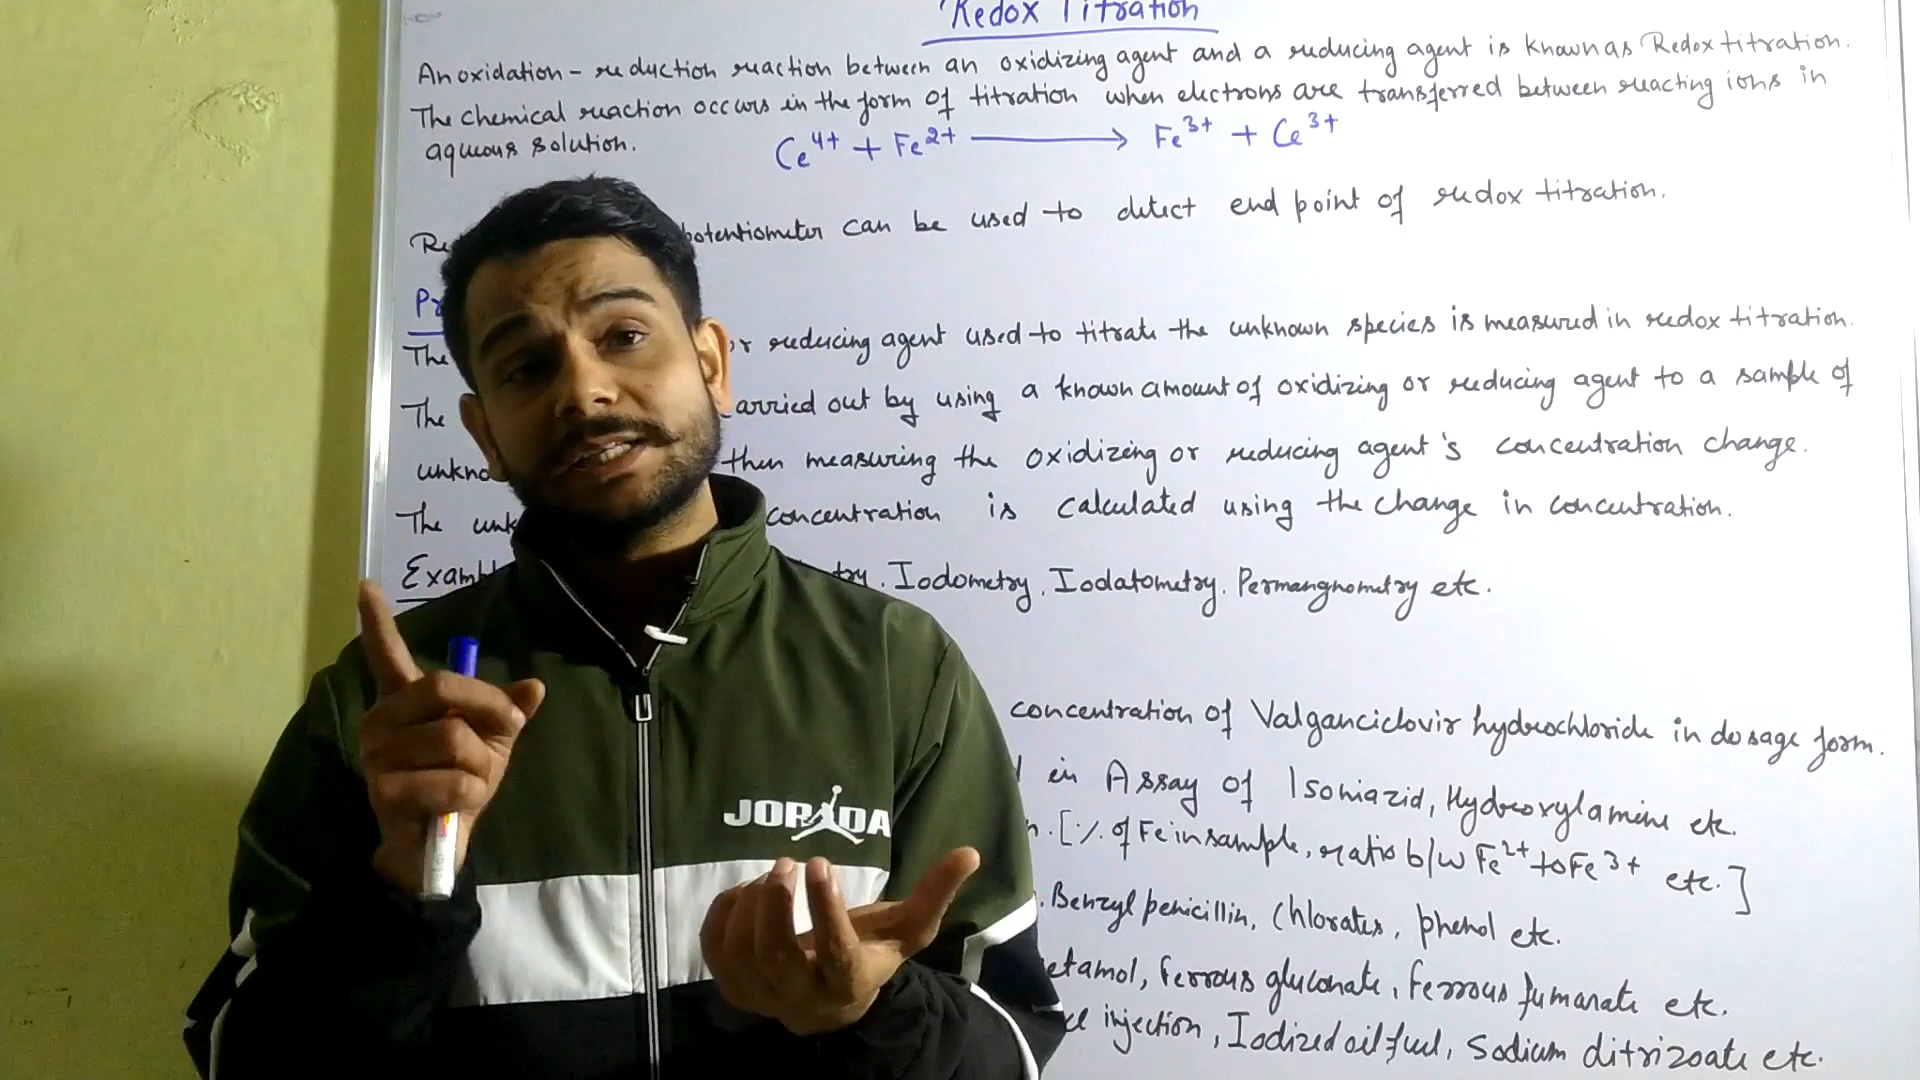 Redox Titration
An oxidation - reduction reaction between an oxidizing agent and a reducing agent is known as Redox titration.
The chemical reaction occurs in the form of titration when electrons are transferred between reacting ions in
aqueous solution.
Ce4+ + Fe2+ → Fe3+ + Ce3+
potentiometer can be used to detect end point of redox titration.
The
reducing agent used to titrate the unknown species is measured in redox titration.
The
carried out by using a known amount of oxidizing or reducing agent to a sample of
then measuring the oxidizing or reducing agent's concentration change.
The concentration is calculated using the change in concentration.
Iodometry, Iodatometry, Permangnometry etc.
concentration of Valganciclovir hydrochloride in dosage form.
in Assay of Isoniazid, Hydroxylamine etc.
[% of Fe in sample, ratio b/w Fe2+ to Fe3+ etc.]
Benzyl penicillin, Chlorates, phenol etc.
etamol, ferrous gluconate, ferrous fumarate etc.
injection, Iodized oil fuel, Sodium ditrizoate etc.
JORADA